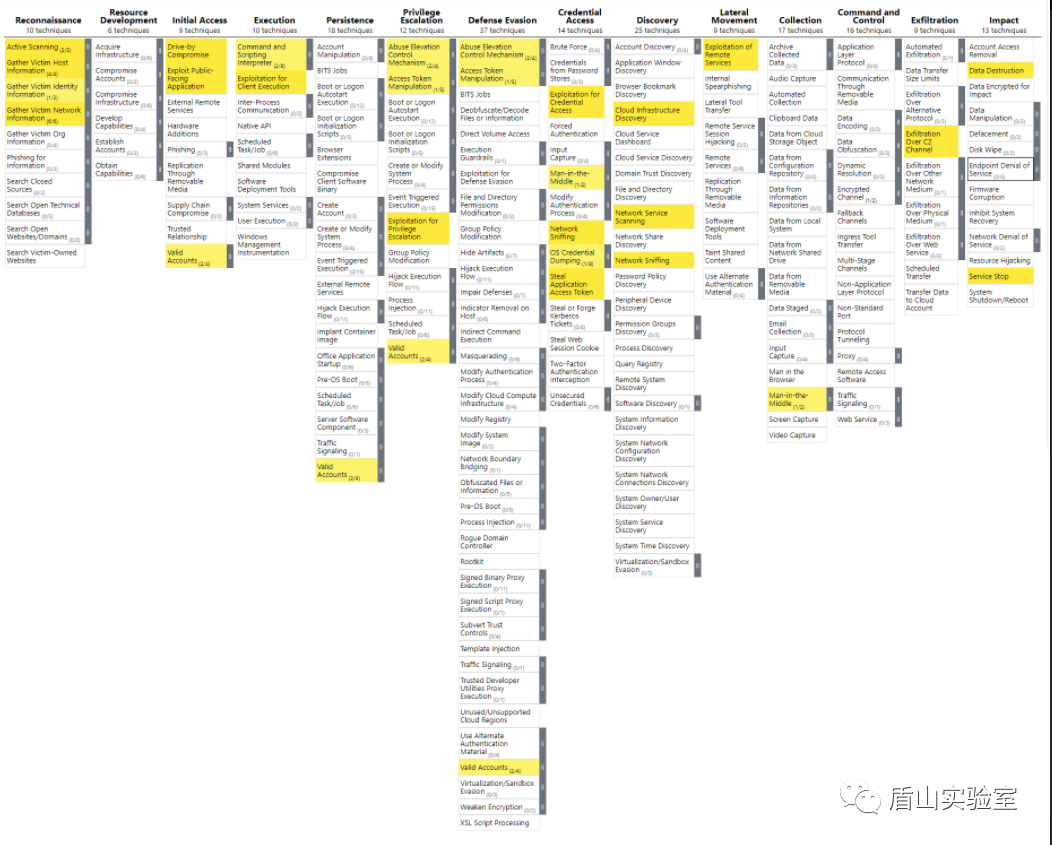 Reconnaissance
10 techniques
Active Scanning (2/2)
Gather Victim Host
Information (4/4)
Gather Victim Identity
Information (1/3)
Gather Victim Network
Information (6/6)
Gather Victim Org
Information (0/4)
Phishing for
Information (0/3)
Search Closed
Sources (0/2)
Search Open Technical
Databases (0/5)
Search Open
Websites/Domains (0/2)
Search Victim-Owned
Websites
Resource
Development
6 techniques
Acquire
Infrastructure (0/6)
Compromise
Accounts (0/2)
Compromise
Infrastructure (0/6)
Develop
Capabilities (0/4)
Establish
Accounts (0/2)
Obtain
Capabilities (0/6)
Initial Access
9 techniques
Drive-by
Compromise
Exploit Public-
Facing
Application
External Remote
Services
Hardware
Additions
Phishing (0/3)
Replication
Through
Removable
Media
Supply Chain
Compromise (0/3)
Trusted
Relationship
Valid
Accounts (2/4)
Execution
10 techniques
Command and
Scripting
Interpreter (2/8)
Exploitation for
Client Execution
Inter-Process
Communication (0/2)
Native API
Scheduled
Task/Job (0/6)
Shared Modules
Software
Deployment Tools
System Services (0/2)
User Execution (0/2)
Windows
Management
Instrumentation
Persistence
18 techniques
Account
Manipulation (0/4)
BITS Jobs
Boot or Logon
Autostart
Execution (0/12)
Boot or Logon
Initialization
Scripts (0/5)
Browser
Extensions
Compromise
Client Software
Binary
Create
Account (0/3)
Create or Modify
System
Process (0/4)
Event Triggered
Execution (0/15)
External Remote
Services
Hijack Execution
Flow (0/11)
Implant Container
Image
Office Application
Startup (0/6)
Pre-OS Boot (0/5)
Scheduled
Task/Job (0/6)
Server Software
Component (0/3)
Traffic
Signaling (0/1)
Valid
Accounts (2/4)
Privilege
Escalation
12 techniques
Abuse Elevation
Control
Mechanism (2/4)
Access Token
Manipulation (1/5)
Boot or Logon
Autostart
Execution (0/12)
Boot or Logon
Initialization
Scripts (0/5)
Create or Modify
System
Process (0/4)
Event Triggered
Execution (0/15)
Exploitation for
Privilege
Escalation
Group Policy
Modification
Hijack Execution
Flow (0/11)
Process
Injection (0/11)
Scheduled
Task/Job (0/6)
Valid
Accounts (2/4)
Defense Evasion
37 techniques
Abuse Elevation
Control Mechanism (2/4)
Access Token
Manipulation (1/5)
BITS Jobs
Deobfuscate/Decode
Files or Information
Direct Volume Access
Execution
Guardrails (0/1)
Exploitation for
Defense Evasion
File and Directory
Permissions
Modification (0/2)
Group Policy
Modification
Hide Artifacts (0/7)
Hijack Execution
Flow (0/11)
Impair Defenses (0/7)
Indicator Removal on
Host (0/6)
Indirect Command
Execution
Masquerading (0/6)
Modify Authentication
Process (0/4)
Modify Cloud Compute
Infrastructure (0/4)
Modify Registry
Modify System
Image (0/2)
Network Boundary
Bridging (0/1)
Obfuscated Files or
Information (0/5)
Pre-OS Boot (0/5)
Process Injection (0/11)
Rogue Domain
Controller
Rootkit
Signed Binary Proxy
Execution (0/11)
Signed Script Proxy
Execution (0/1)
Subvert Trust
Controls (0/4)
Template Injection
Traffic Signaling (0/1)
Trusted Developer
Utilities Proxy
Execution (0/1)
Unused/Unsupported
Cloud Regions
Use Alternate
Authentication
Material (0/4)
Valid Accounts (2/4)
Virtualization/Sandbox
Evasion (0/3)
Weaken Encryption (0/2)
XSL Script Processing
Credential
Access
14 techniques
Brute Force (0/4)
Credentials
from Password
Stores (0/3)
Exploitation for
Credential
Access
Forced
Authentication
Input
Capture (0/4)
Man-in-the-
Middle (1/2)
Modify
Authentication
Process (0/4)
Network
Sniffing
OS Credential
Dumping (1/8)
Steal
Application
Access Token
Steal or Forge
Kerberos
Tickets (0/4)
Steal Web
Session Cookie
Two-Factor
Authentication
Interception
Unsecured
Credentials (0/6)
Discovery
25 techniques
Account Discovery (0/4)
Application Window
Discovery
Browser Bookmark
Discovery
Cloud Infrastructure
Discovery
Cloud Service
Dashboard
Cloud Service Discovery
Domain Trust Discovery
File and Directory
Discovery
Network Service
Scanning
Network Share
Discovery
Network Sniffing
Password Policy
Discovery
Peripheral Device
Discovery
Permission Groups
Discovery (0/3)
Process Discovery
Query Registry
Remote System
Discovery
Software Discovery (0/1)
System Information
Discovery
System Network
Configuration
Discovery
System Network
Connections Discovery
System Owner/User
Discovery
System Service
Discovery
System Time Discovery
Virtualization/Sandbox
Evasion (0/3)
Lateral
Movement
9 techniques
Exploitation of
Remote
Services
Internal
Spearphishing
Lateral Tool
Transfer
Remote Service
Session
Hijacking (0/2)
Remote
Services (0/6)
Replication
Through
Removable
Media
Software
Deployment
Tools
Taint Shared
Content
Use Alternate
Authentication
Material (0/4)
Collection
17 techniques
Archive
Collected
Data (0/3)
Audio Capture
Automated
Collection
Clipboard Data
Data from Cloud
Storage Object
Data from
Configuration
Repository (0/2)
Data from
Information
Repositories (0/2)
Data from Local
System
Data from
Network Shared
Drive
Data from
Removable
Media
Data Staged (0/2)
Email
Collection (0/3)
Input
Capture (0/4)
Man in the
Browser
Man-in-the-
Middle (1/2)
Screen Capture
Video Capture
Command and
Control
16 techniques
Application
Layer
Protocol (0/4)
Communication
Through
Removable
Media
Data
Encoding (0/2)
Data
Obfuscation (0/3)
Dynamic
Resolution (0/3)
Encrypted
Channel (1/2)
Fallback
Channels
Ingress Tool
Transfer
Multi-Stage
Channels
Non-Application
Layer Protocol
Non-Standard
Port
Protocol
Tunneling
Proxy (0/4)
Remote Access
Software
Traffic
Signaling (0/1)
Web Service (0/3)
Exfiltration
9 techniques
Automated
Exfiltration (0/1)
Data Transfer
Size Limits
Exfiltration
Over
Alternative
Protocol (0/3)
Exfiltration
Over C2
Channel
Exfiltration
Over Other
Network
Medium (0/1)
Exfiltration
Over Physical
Medium (0/1)
Exfiltration
Over Web
Service (0/2)
Scheduled
Transfer
Transfer Data
to Cloud
Account
Impact
13 techniques
Account Access
Removal
Data Destruction
Data Encrypted for
Impact
Data
Manipulation (0/3)
Defacement (0/2)
Disk Wipe (0/2)
Endpoint Denial of
Service (0/4)
Firmware
Corruption
Inhibit System
Recovery
Network Denial of
Service (0/2)
Resource Hijacking
Service Stop
System
Shutdown/Reboot
盾山实验室